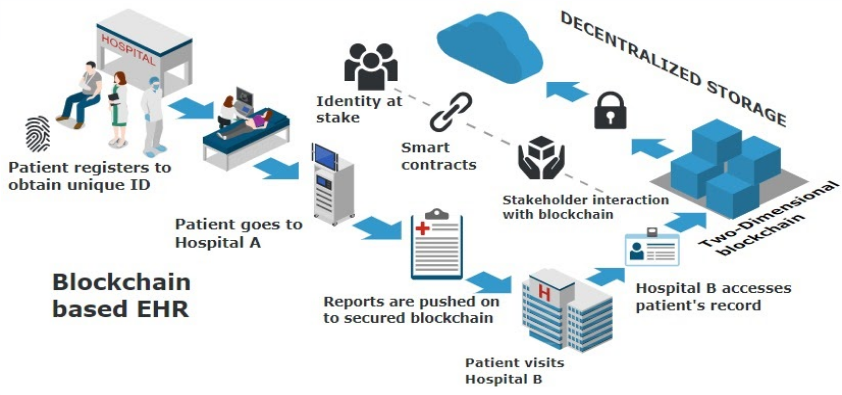 HOSPITAL
Patient registers to
obtain unique ID
Patient goes to
Hospital A
Identity at
stake
Smart
contracts
Stakeholder interaction
with blockchain
DECENTRALIZED STORAGE
Two-Dimensional
blockchain
Reports are pushed on
to secured blockchain
H
Patient visits
Hospital B
Hospital B accesses
patient's record
Blockchain
based EHR